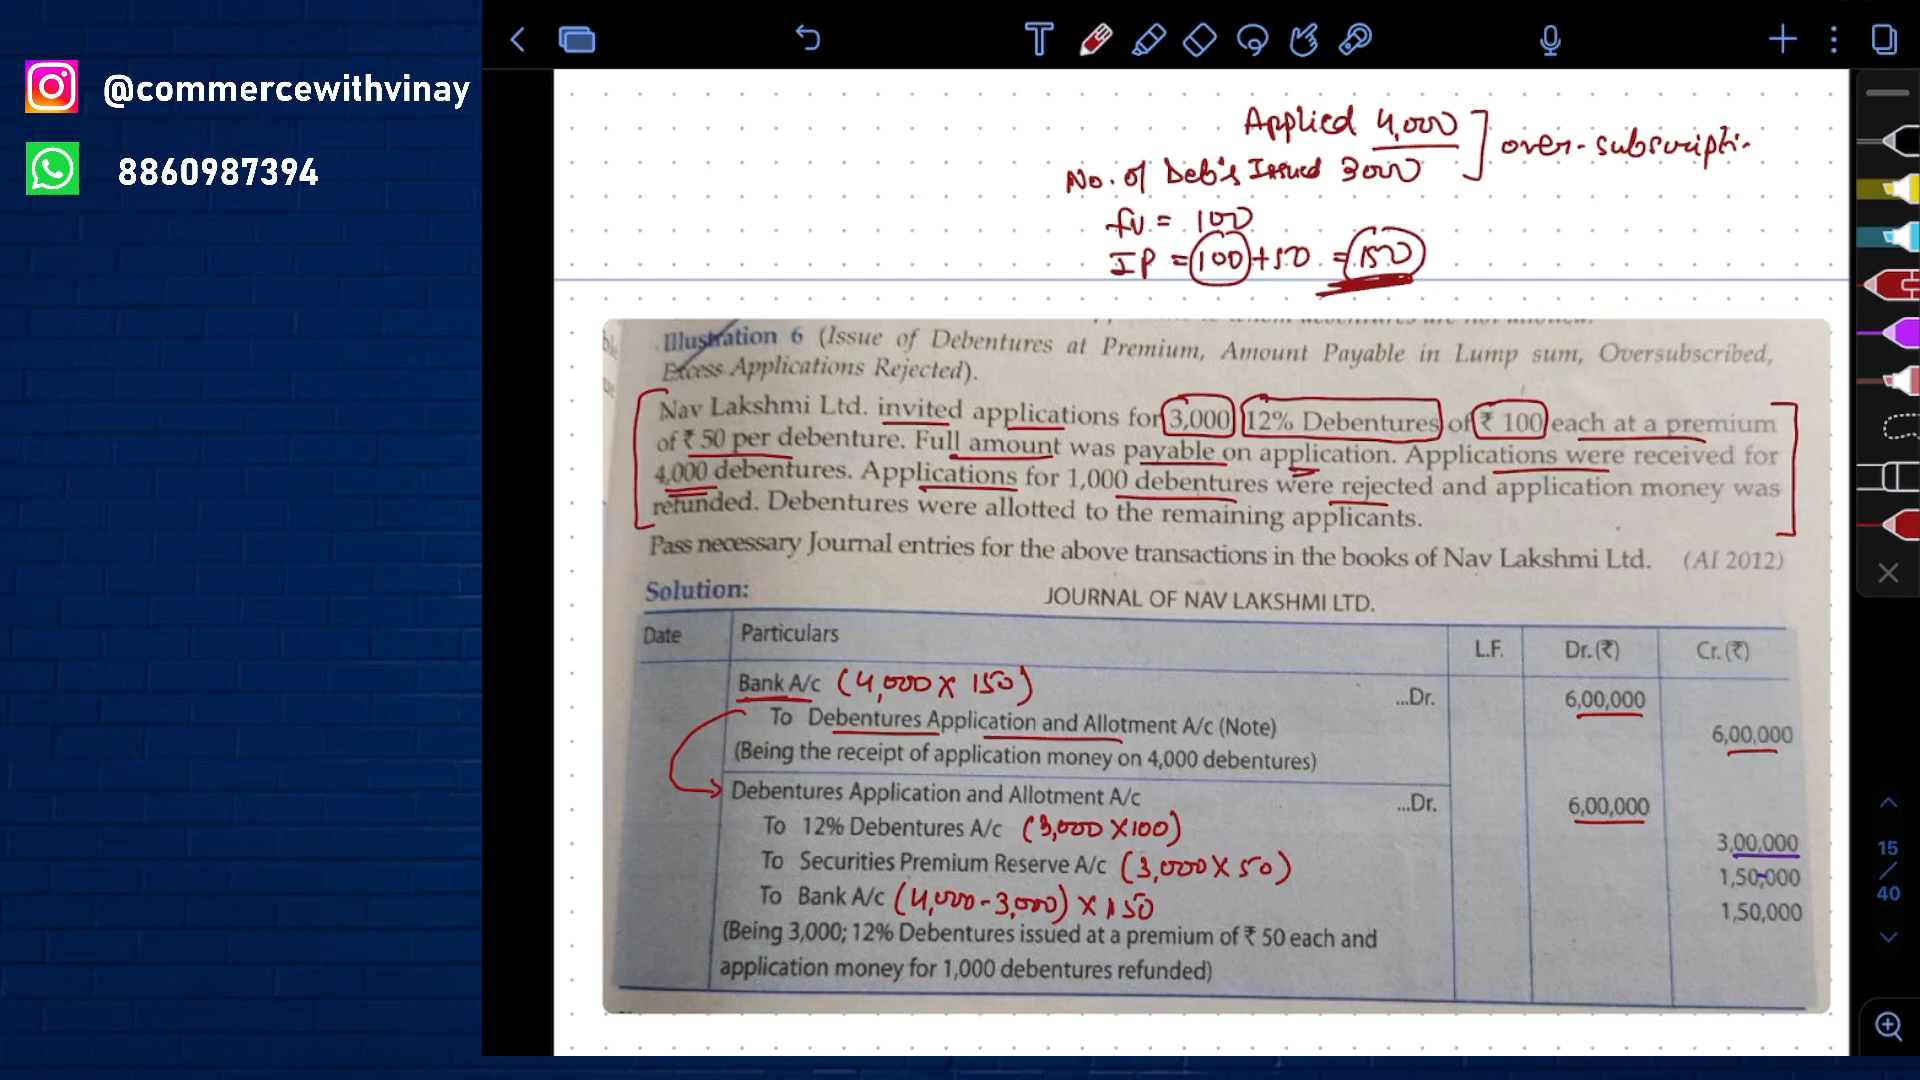 @commercewithvinay
8860987394
Applied 4,000
over-subscripti
No. of Deb's Issued 3000
fv = 100
IP = 100 + 50 = 150
Illustration 6 (Issue of Debentures at Premium, Amount Payable in Lump sum, Oversubscribed,
Excess Applications Rejected).
Nav Lakshmi Ltd. invited applications for 3,000 12% Debentures of ₹ 100 each at a premium
of ₹ 50 per debenture. Full amount was payable on application. Applications were received for
4,000 debentures. Applications for 1,000 debentures were rejected and application money was
refunded. Debentures were allotted to the remaining applicants.
Pass necessary Journal entries for the above transactions in the books of Nav Lakshmi Ltd. (AI 2012)
Solution: JOURNAL OF NAV LAKSHMI LTD.
Date Particulars L.F. Dr.(₹) Cr.(₹)
Bank A/c (4,000 X 150) ...Dr. 6,00,000
To Debentures Application and Allotment A/c (Note) 6,00,000
(Being the receipt of application money on 4,000 debentures)
Debentures Application and Allotment A/c ...Dr. 6,00,000
To 12% Debentures A/c (3,000 X 100) 3,00,000
To Securities Premium Reserve A/c (3,000 X 50) 1,50,000
To Bank A/c (4,000 - 3,000) X 150 1,50,000
(Being 3,000; 12% Debentures issued at a premium of ₹ 50 each and
application money for 1,000 debentures refunded)
15
/
40